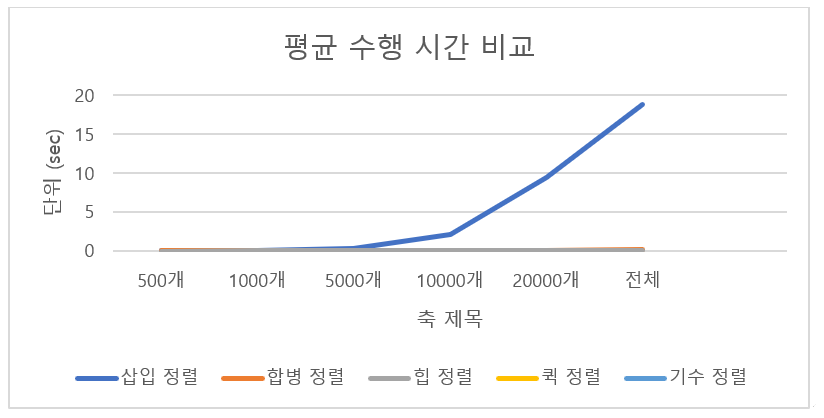 평균 수행 시간 비교
단위 (sec)
20
15
10
5
0
500개 1000개 5000개 10000개 20000개 전체
축 제목
삽입 정렬 합병 정렬 힙 정렬 퀵 정렬 기수 정렬